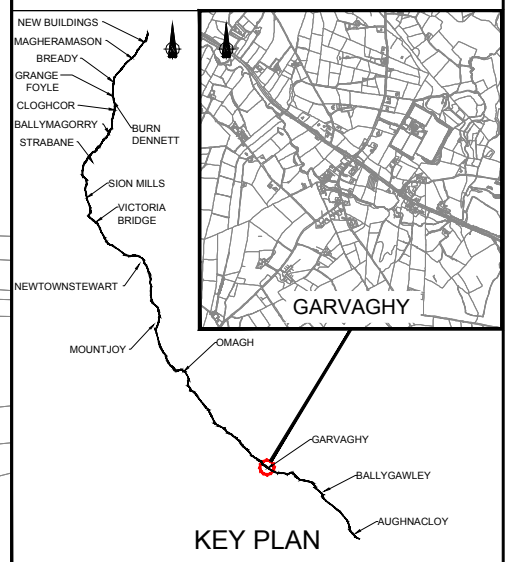 NEW BUILDINGS
MAGHERAMASON
BREADY
GRANGE
FOYLE
CLOGHCOR
BURN
DENNETT
BALLYMAGORRY
STRABANE
SION MILLS
VICTORIA
BRIDGE
NEWTOWNSTEWART
MOUNTJOY
OMAGH
GARVAGHY
GARVAGHY
BALLYGAWLEY
AUGHNACLOY
KEY PLAN